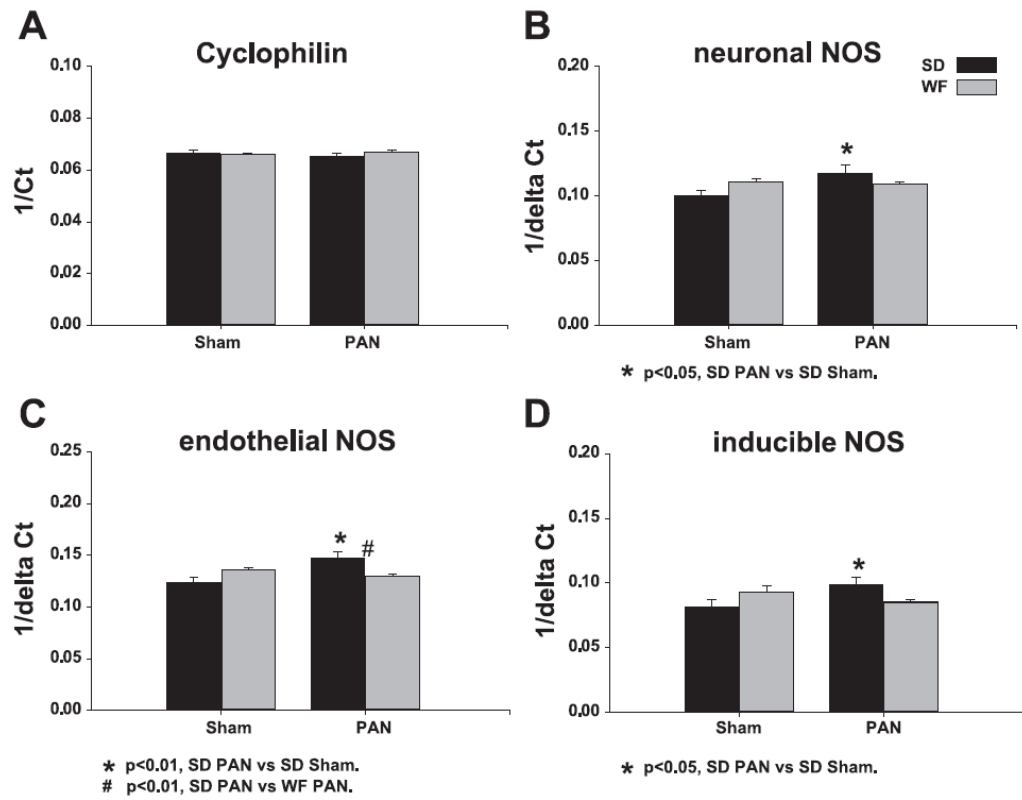 A
Cyclophilin
0.10
0.08
0.06
0.04
0.02
0.00
1/Ct
Sham
PAN
B
neuronal NOS
SD
WF
0.20
0.15
0.10
0.05
0.00
1/delta Ct
*
Sham
PAN
* p<0.05, SD PAN vs SD Sham.
C
endothelial NOS
0.25
0.20
0.15
0.10
0.05
0.00
1/delta Ct
* #
Sham
PAN
* p<0.01, SD PAN vs SD Sham.
# p<0.01, SD PAN vs WF PAN.
D
inducible NOS
0.20
0.15
0.10
0.05
0.00
1/delta Ct
*
Sham
PAN
* p<0.05, SD PAN vs SD Sham.